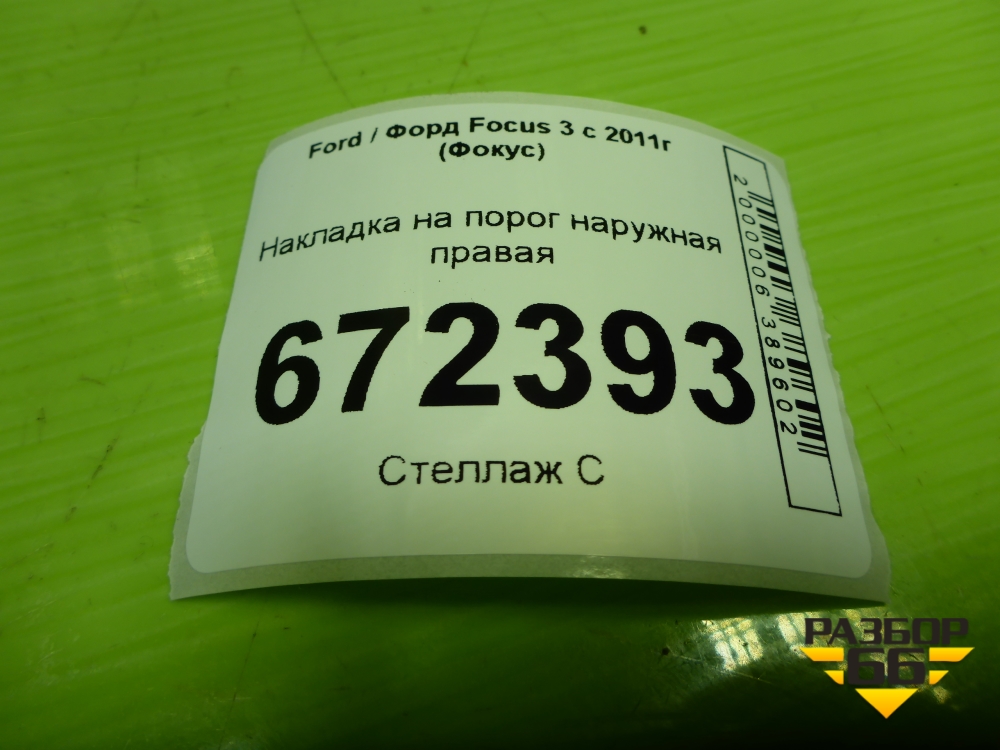 Ford / Форд Focus 3 с 2011г
(Фокус)
Накладка на порог наружная
правая
672393
Стеллаж С
2000006389602
РАЗБОР
66